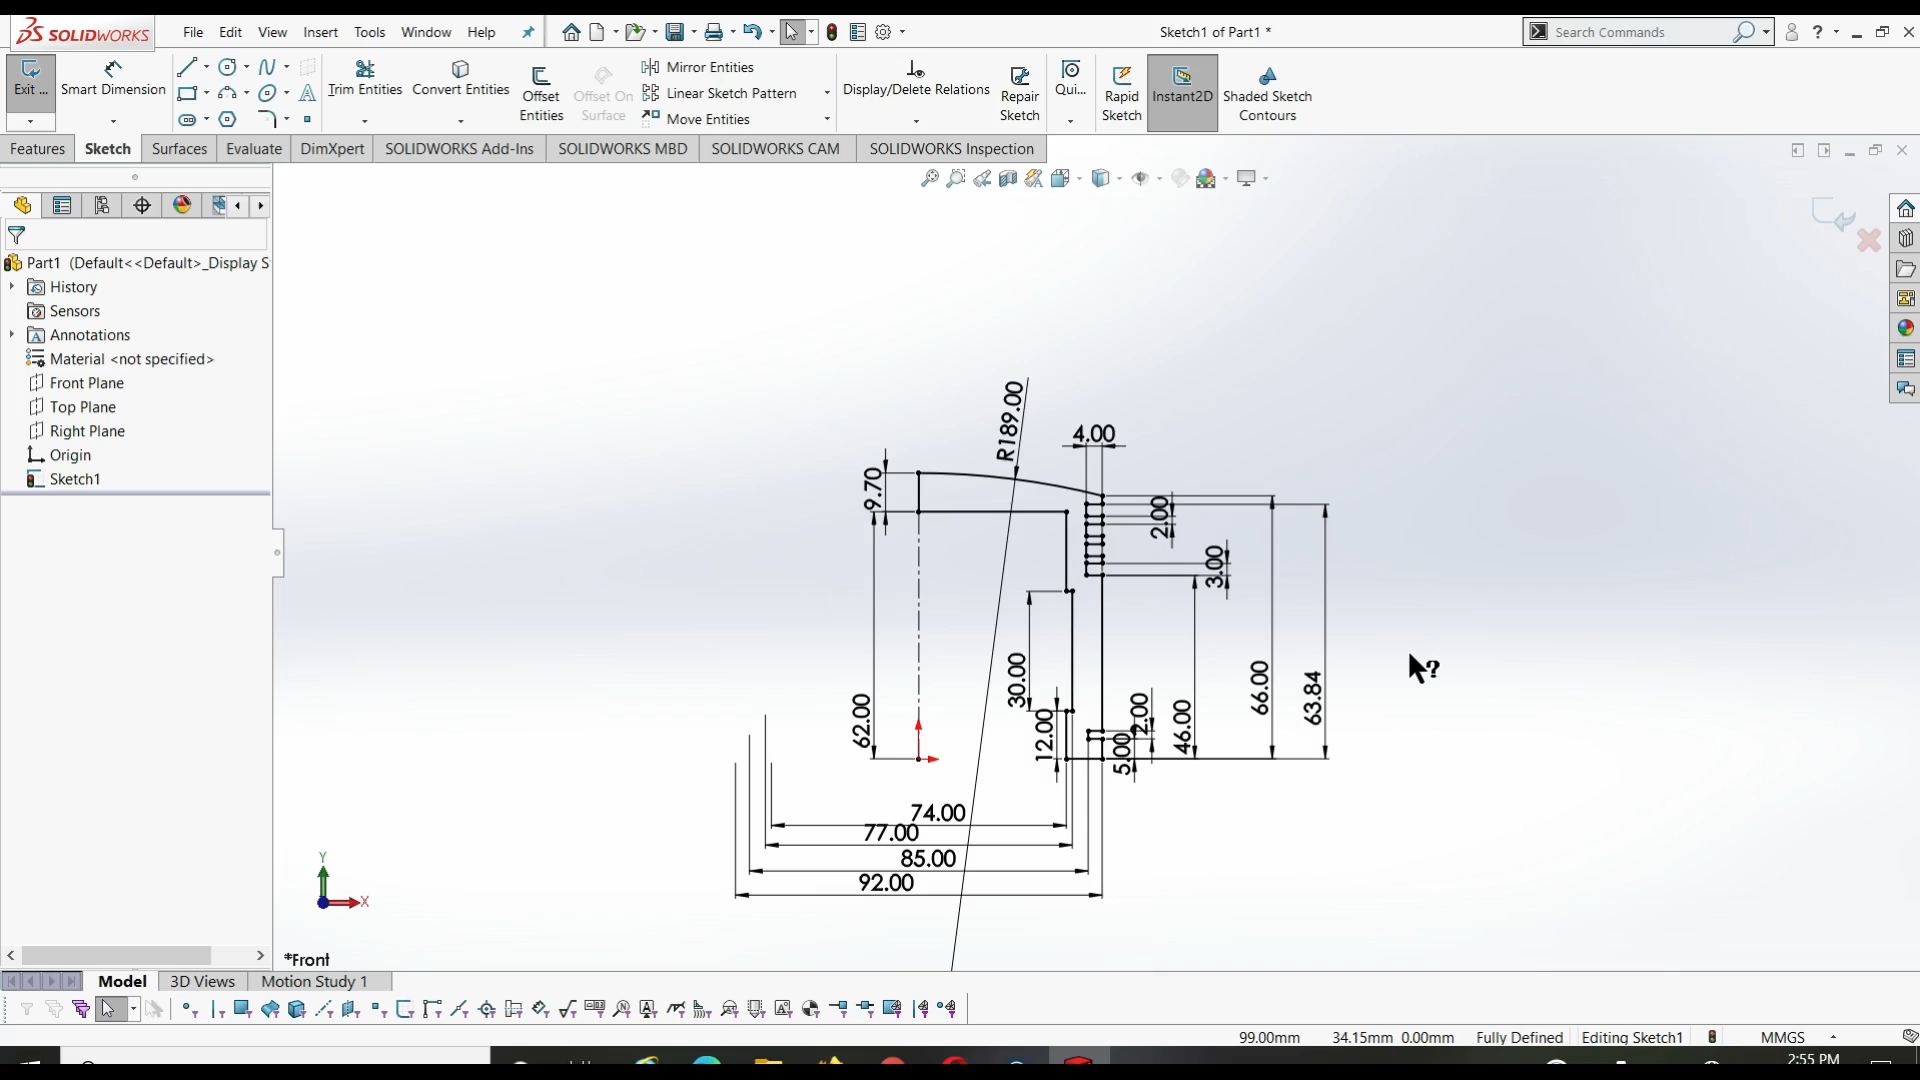 SOLIDWORKS File Edit View Insert Tools Window Help Sketch1 of Part1 * Search Commands ?
Exit ... Smart Dimension Trim Entities Convert Entities Offset Entities Offset On Surface Mirror Entities Linear Sketch Pattern Move Entities Display/Delete Relations Repair Sketch Qui... Rapid Sketch Instant2D Shaded Sketch Contours
Features Sketch Surfaces Evaluate DimXpert SOLIDWORKS Add-Ins SOLIDWORKS MBD SOLIDWORKS CAM SOLIDWORKS Inspection
Part1 (Default<<Default>_Display S
History
Sensors
Annotations
Material <not specified>
Front Plane
Top Plane
Right Plane
Origin
Sketch1
R189.00
4.00
9.70
2.00
3.00
30.00
62.00
12.00
2.00
5.00
46.00
66.00
63.84
74.00
77.00
85.00
92.00
Y
X
*Front
Model 3D Views Motion Study 1
99.00mm 34.15mm 0.00mm Fully Defined Editing Sketch1 MMGS
2:55 PM